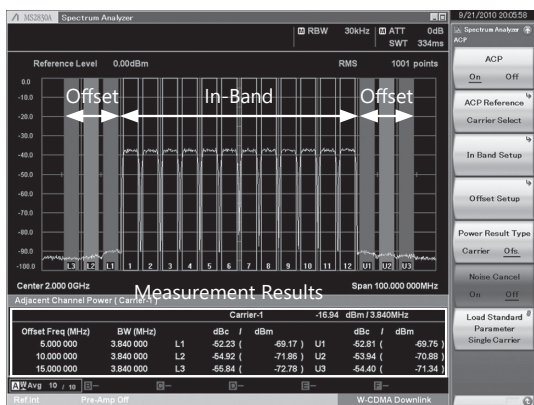 MS2830A Spectrum Analyzer
9/21/2010 20:05:58
RBW 30kHz ATT 0dB
SWT 334ms
Reference Level 0.00dBm RMS 1001 points
0.0
-10.0
-20.0
-30.0
-40.0
-50.0
-60.0
-70.0
-80.0
-90.0
-100.0
Offset In-Band Offset
L3 L2 L1 1 2 3 4 5 6 7 8 9 10 11 12 U1 U2 U3
Center 2.000 0GHz Span 100.000 000MHz
Measurement Results
Adjacent Channel Power ( Carrier-1 )
Carrier-1 -16.94 dBm / 3.840MHz
Offset Freq (MHz) BW (MHz) dBc / dBm dBc / dBm
5.000 000 3.840 000 L1 -52.23 ( -69.17 ) U1 -52.81 ( -69.75 )
10.000 000 3.840 000 L2 -54.92 ( -71.86 ) U2 -53.94 ( -70.88 )
15.000 000 3.840 000 L3 -55.84 ( -72.78 ) U3 -54.40 ( -71.34 )
A W Avg 10 / 10 B- C- D- E- F-
Ref.Int Pre-Amp Off W-CDMA Downlink
Spectrum Analyzer
ACP
ACP
On Off
ACP Reference
Carrier Select
In Band Setup
Offset Setup
Power Result Type
Carrier Ofs.
Noise Cancel
On Off
Load Standard
Parameter
Single Carrier